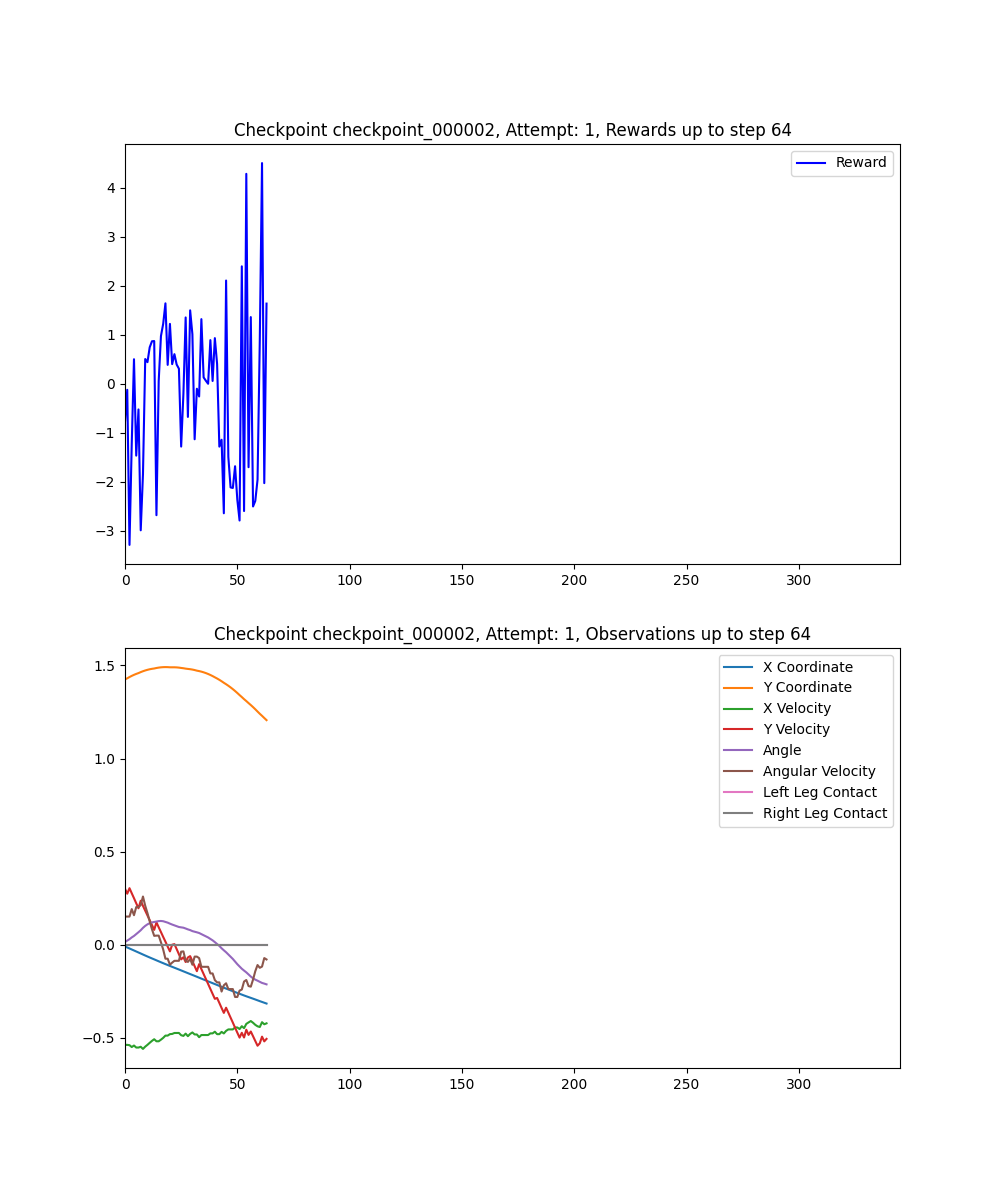 Checkpoint checkpoint_000002, Attempt: 1, Rewards up to step 64
Reward
4
3
2
1
0
−1
−2
−3
0 50 100 150 200 250 300
Checkpoint checkpoint_000002, Attempt: 1, Observations up to step 64
X Coordinate
Y Coordinate
X Velocity
Y Velocity
Angle
Angular Velocity
Left Leg Contact
Right Leg Contact
1.5
1.0
0.5
0.0
−0.5
0 50 100 150 200 250 300